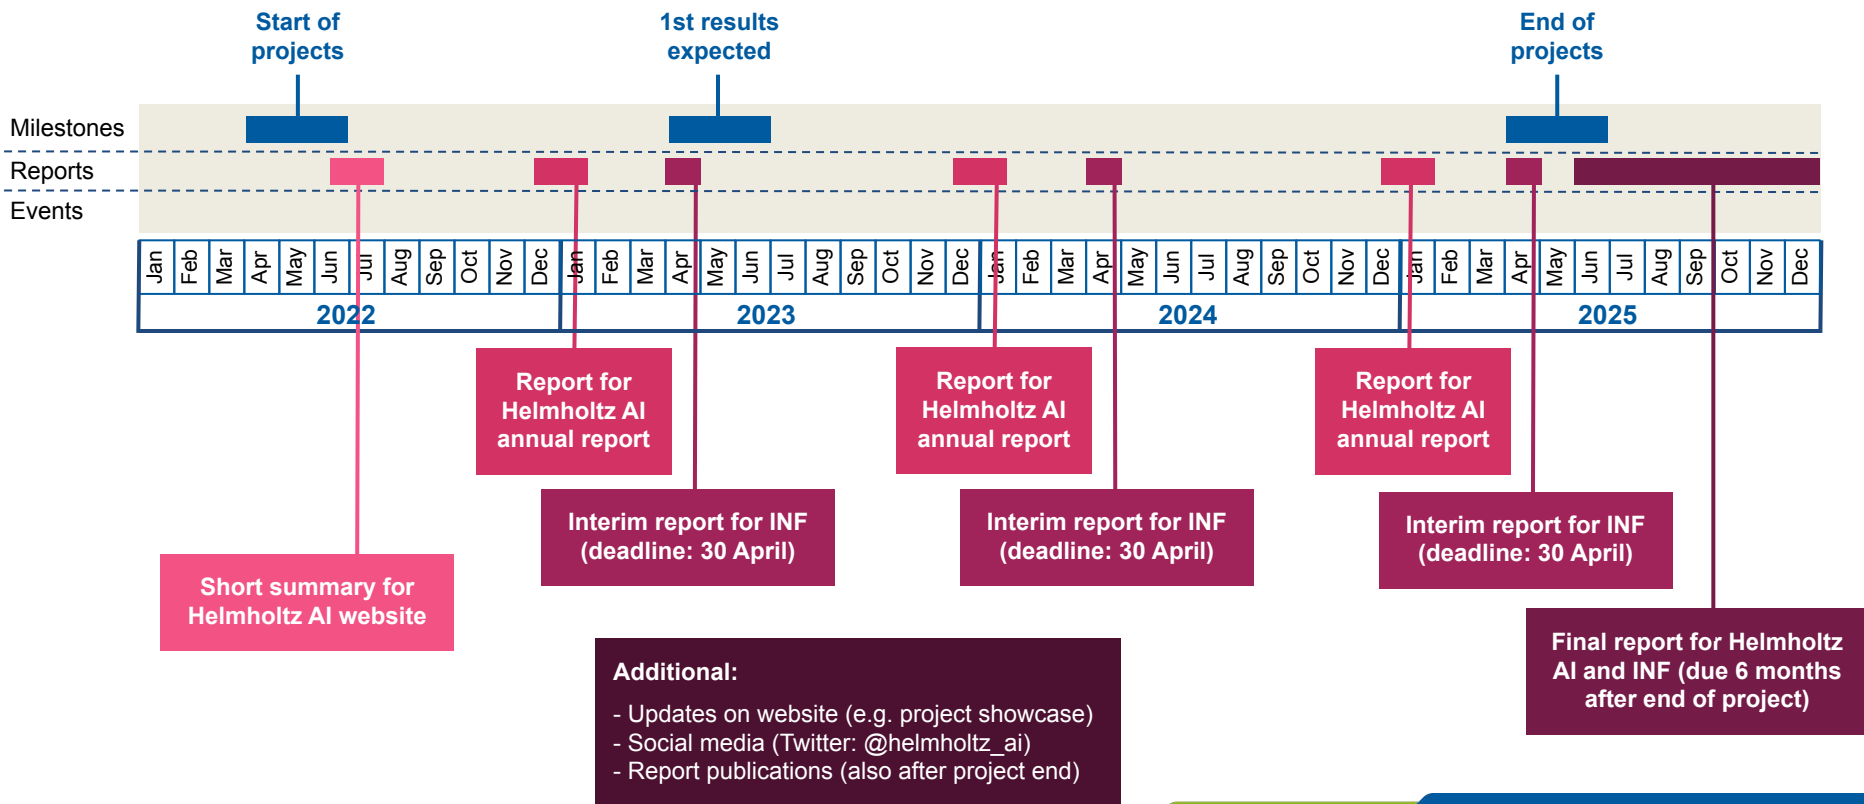 Start of
projects
1st results
expected
End of
projects
Milestones
Reports
Events
Jan Feb Mar Apr May Jun Jul Aug Sep Oct Nov Dec Jan Feb Mar Apr May Jun Jul Aug Sep Oct Nov Dec Jan Feb Mar Apr May Jun Jul Aug Sep Oct Nov Dec Jan Feb Mar Apr May Jun Jul Aug Sep Oct Nov Dec
2022 2023 2024 2025
Report for
Helmholtz AI
annual report
Report for
Helmholtz AI
annual report
Report for
Helmholtz AI
annual report
Interim report for INF
(deadline: 30 April)
Interim report for INF
(deadline: 30 April)
Interim report for INF
(deadline: 30 April)
Short summary for
Helmholtz AI website
Final report for Helmholtz
AI and INF (due 6 months
after end of project)
Additional:
- Updates on website (e.g. project showcase)
- Social media (Twitter: @helmholtz_ai)
- Report publications (also after project end)